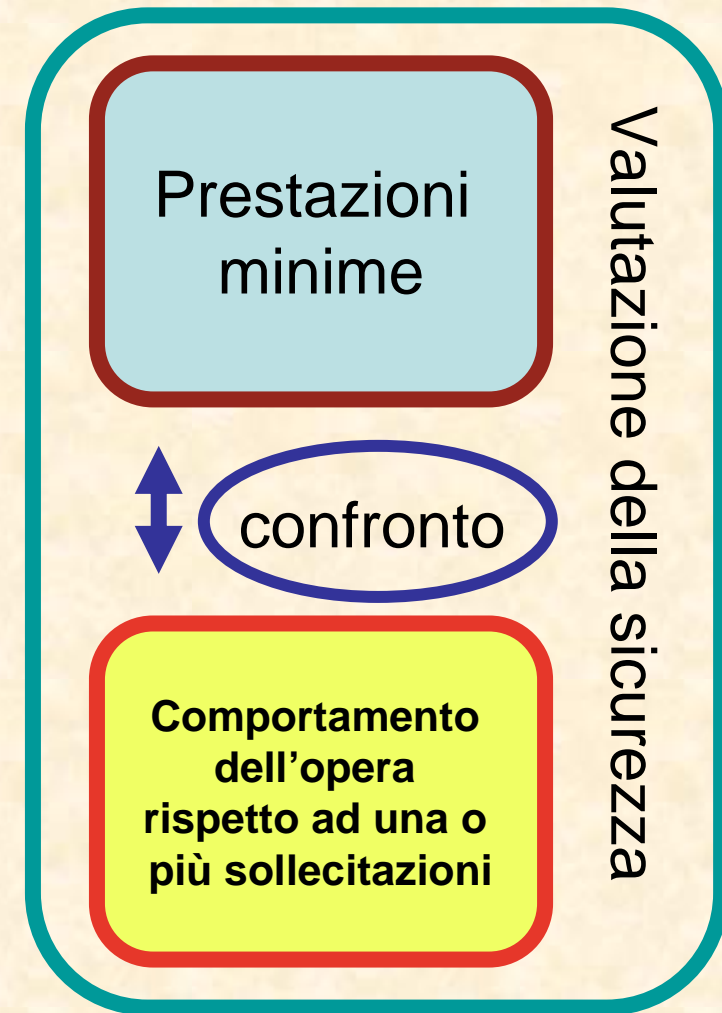 Prestazioni
minime
confronto
Comportamento
dell’opera
rispetto ad una o
più sollecitazioni
Valutazione della sicurezza